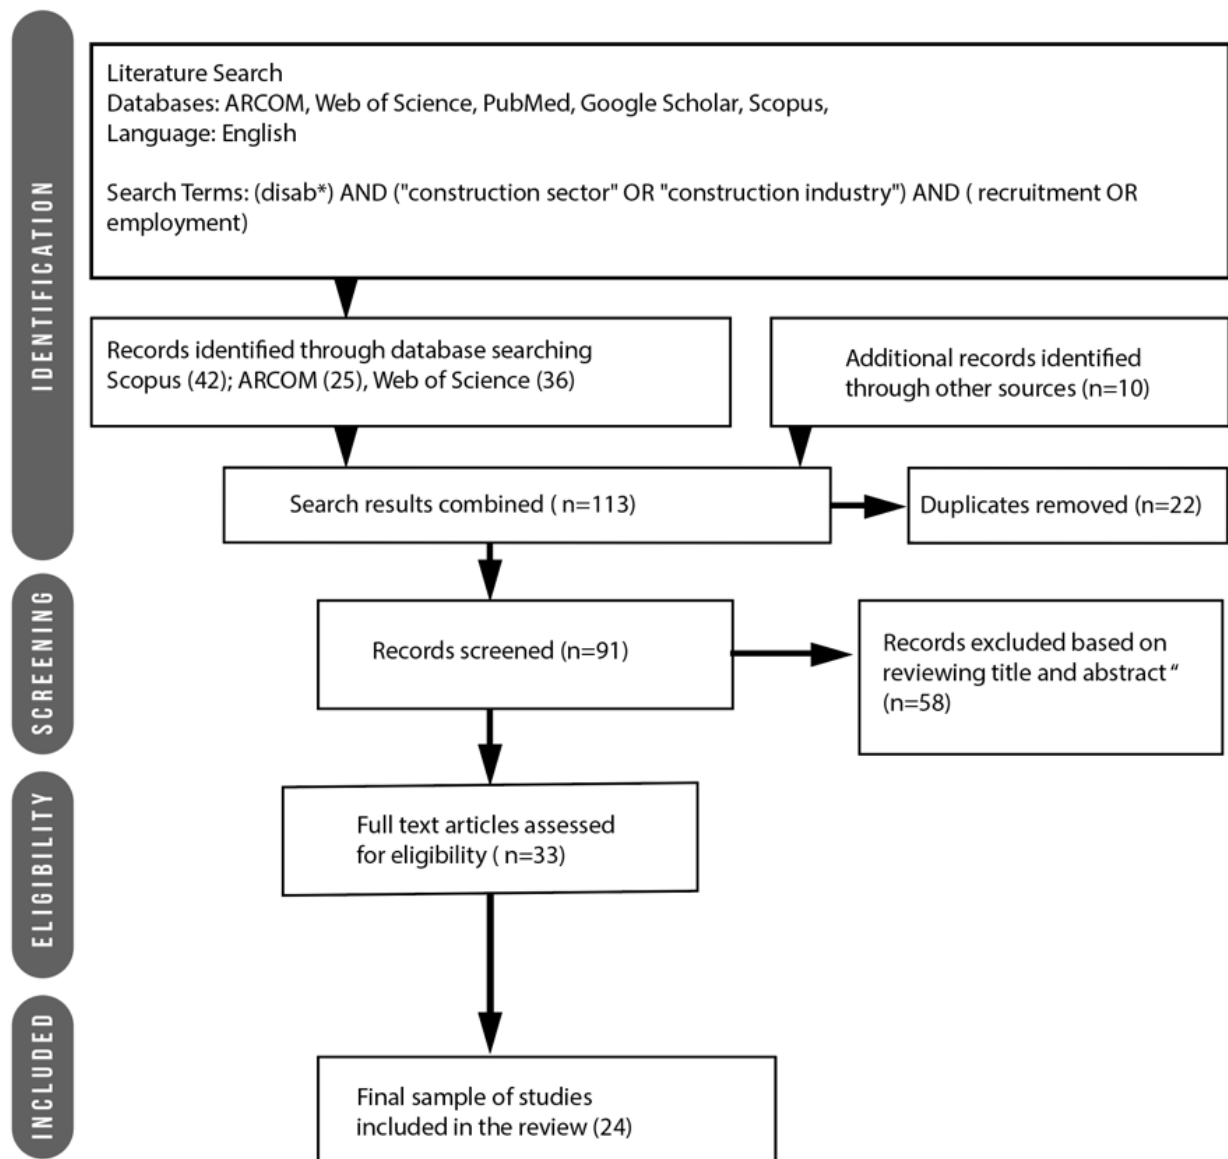 IDENTIFICATION
Literature Search
Databases: ARCOM, Web of Science, PubMed, Google Scholar, Scopus,
Language: English
Search Terms: (disab*) AND ("construction sector" OR "construction industry") AND ( recruitment OR
employment)
Records identified through database searching
Scopus (42); ARCOM (25), Web of Science (36)
Additional records identified
through other sources (n=10)
Search results combined ( n=113)
Duplicates removed (n=22)
SCREENING
Records screened (n=91)
Records excluded based on
reviewing title and abstract “
(n=58)
ELIGIBILITY
Full text articles assessed
for eligibility ( n=33)
INCLUDED
Final sample of studies
included in the review (24)